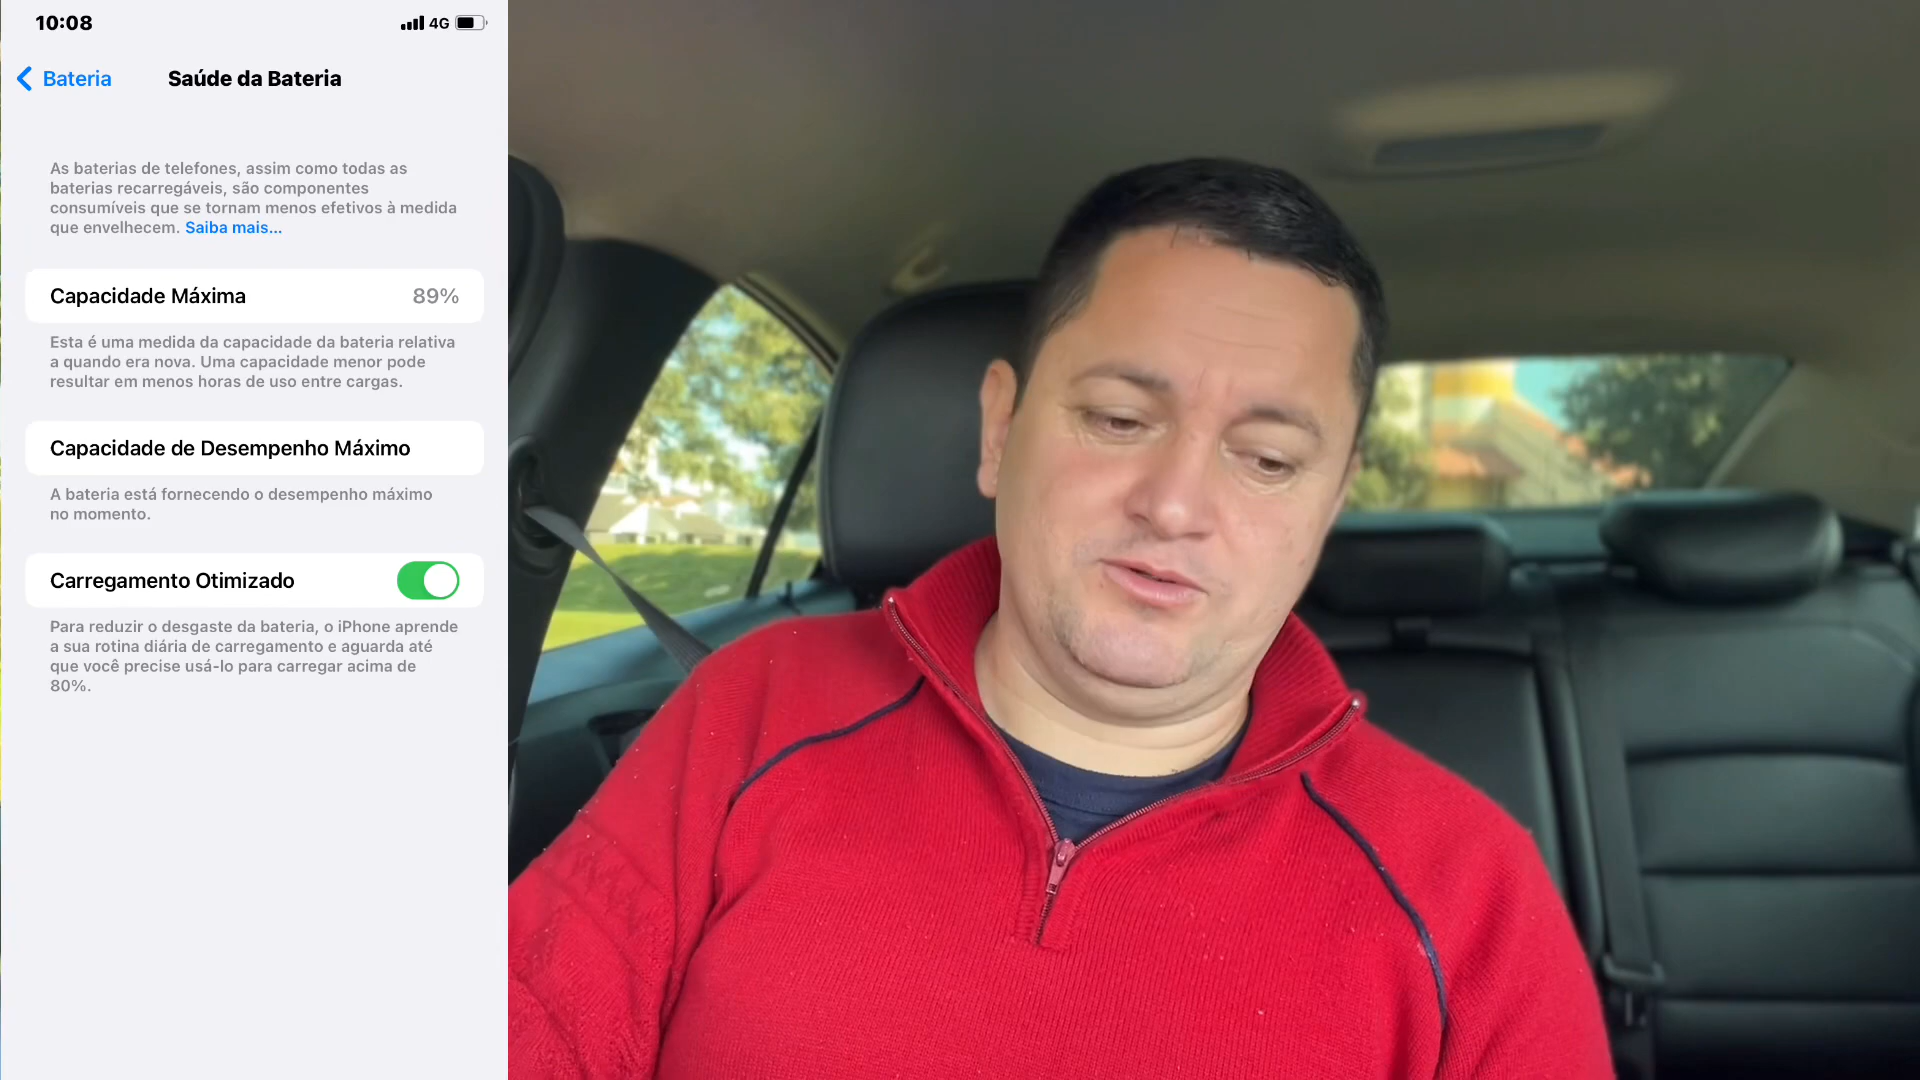 10:08
4G
Bateria
Saúde da Bateria
As baterias de telefones, assim como todas as
baterias recarregáveis, são componentes
consumíveis que se tornam menos efetivos à medida
que envelhecem. Saiba mais...
Capacidade Máxima
89%
Esta é uma medida da capacidade da bateria relativa
a quando era nova. Uma capacidade menor pode
resultar em menos horas de uso entre cargas.
Capacidade de Desempenho Máximo
A bateria está fornecendo o desempenho máximo
no momento.
Carregamento Otimizado
Para reduzir o desgaste da bateria, o iPhone aprende
a sua rotina diária de carregamento e aguarda até
que você precise usá-lo para carregar acima de
80%.